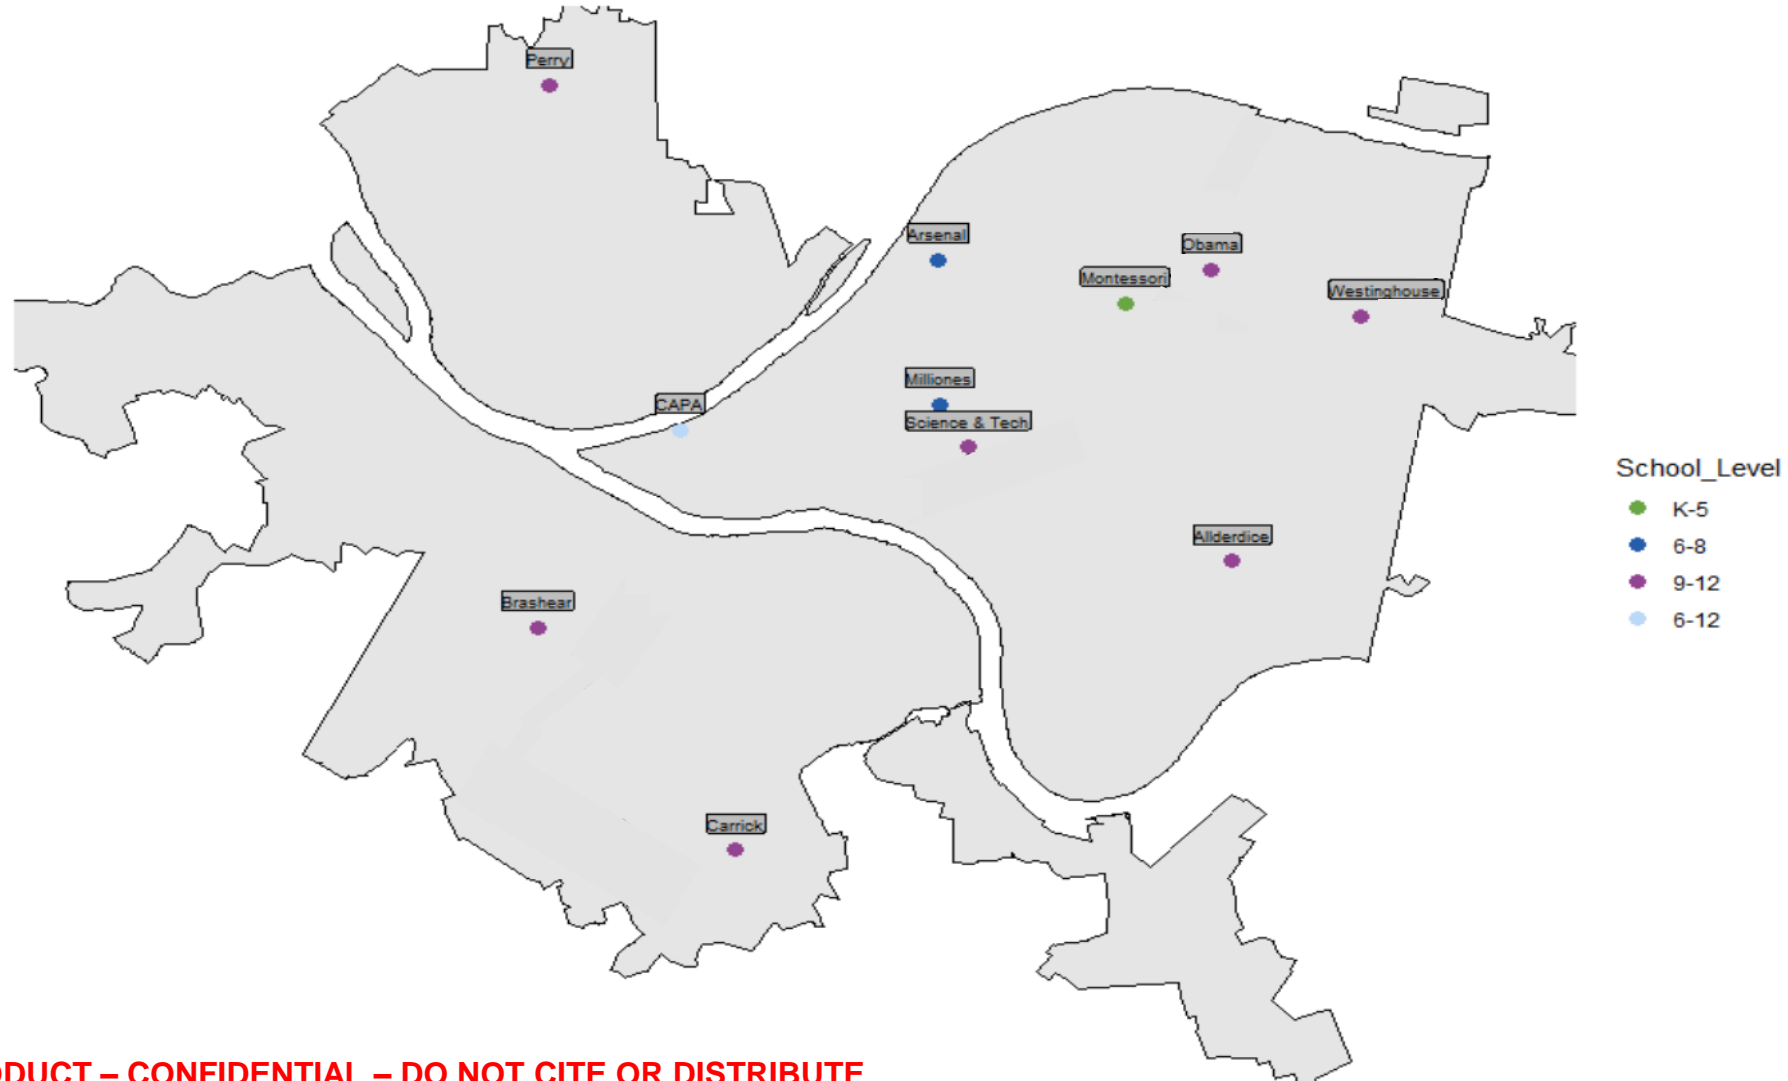 Perry
Arsenal
Obama
Montessori
Westinghouse
Milliones
CAPA
Science & Tech
School_Level
K-5
6-8
9-12
6-12
Allderdice
Brashear
Carrick
ODUCT – CONFIDENTIAL – DO NOT CITE OR DISTRIBUTE